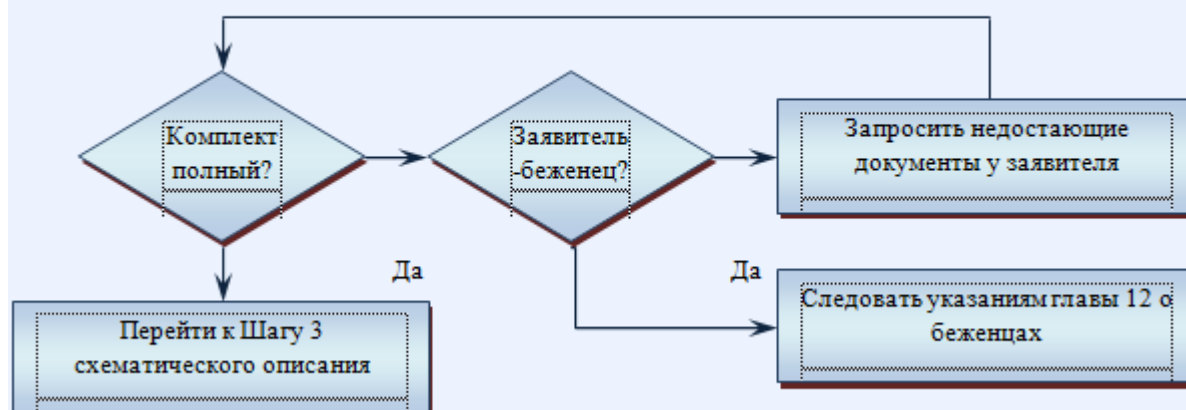 Комплект
полный?
Заявитель
-беженец?
Запросить недостающие
документы у заявителя
Да
Да
Следовать указаниям главы 12 о
беженцах
Перейти к Шагу 3
схематического описания